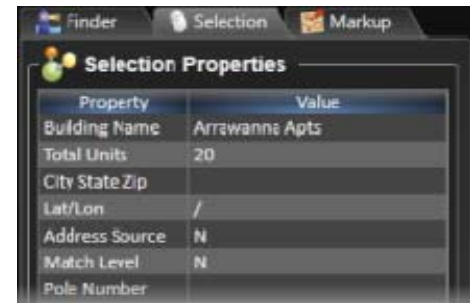 Finder Selection Markup
Selection Properties
Property Value
Building Name Arrawanna Apts
Total Units 20
City State Zip
Lat/Lon /
Address Source N
Match Level N
Pole Number